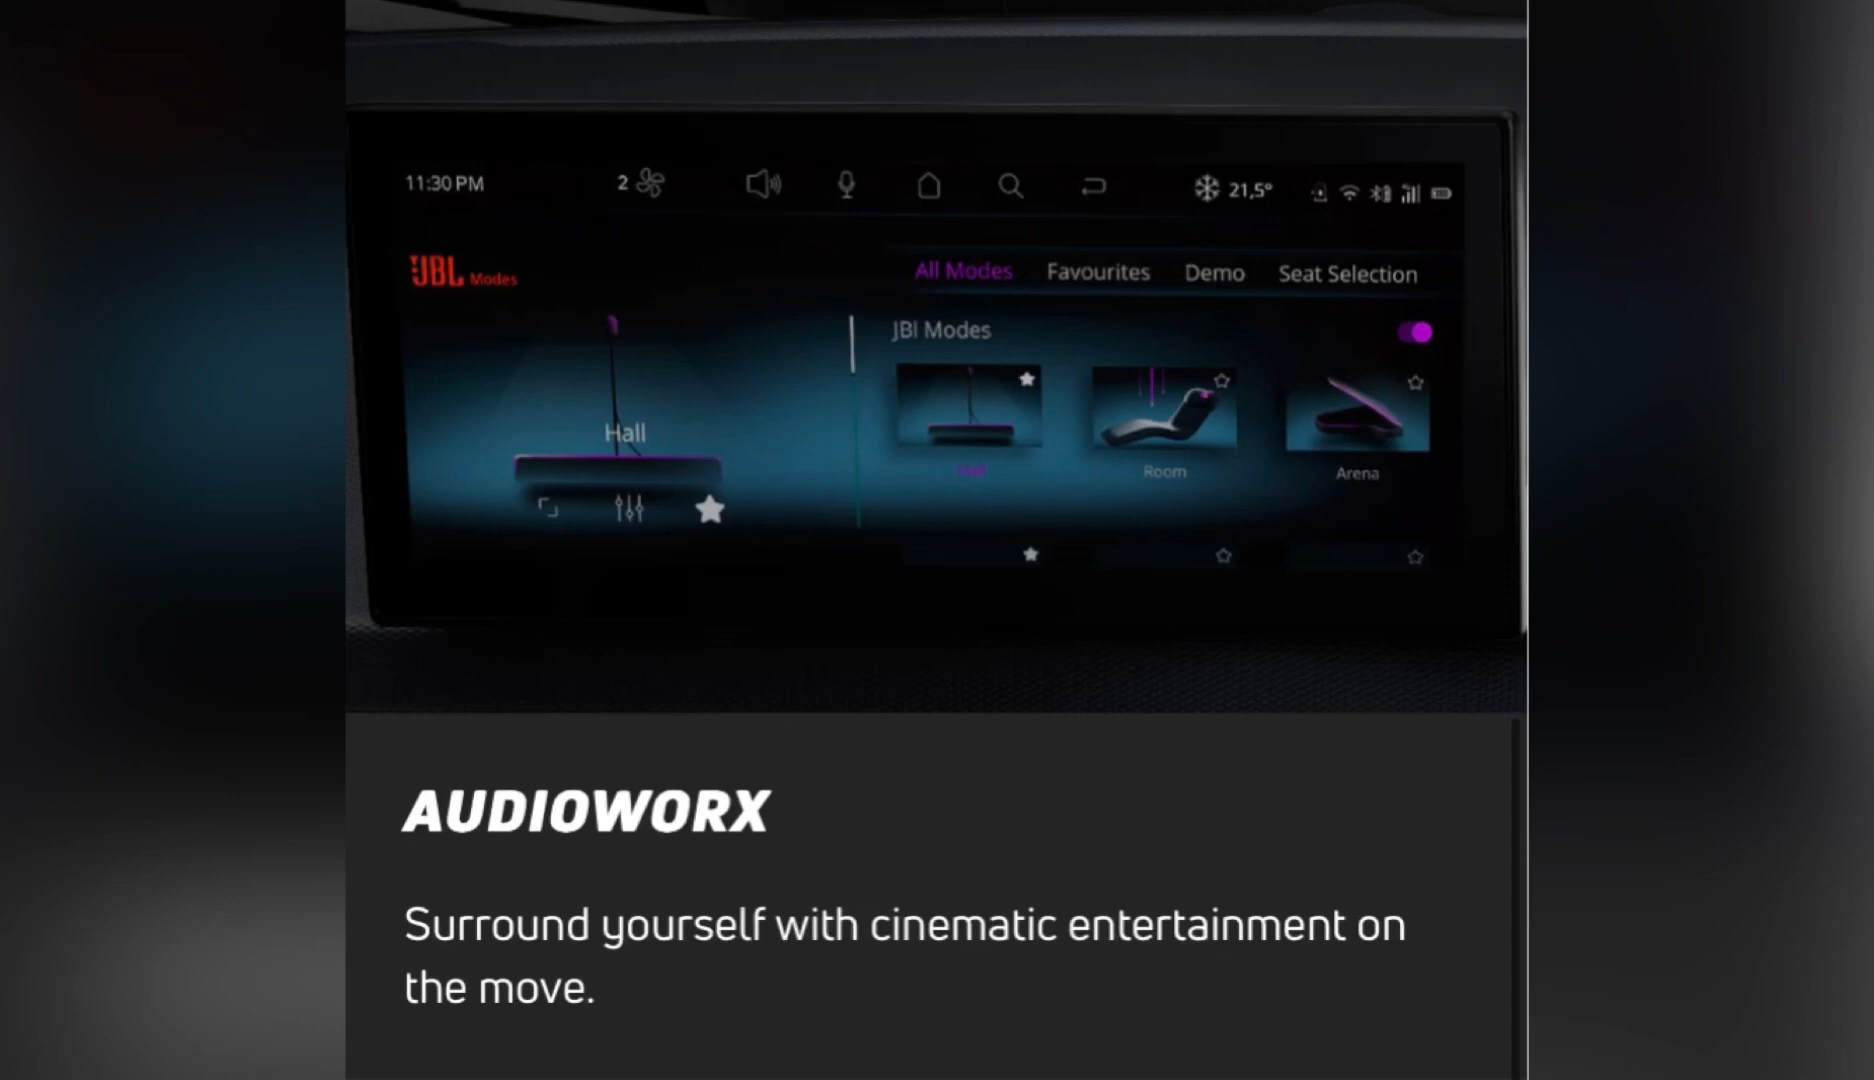 11:30 PM
2
21,5°
JBL Modes
All Modes
Favourites
Demo
Seat Selection
JBl Modes
Hall
Hall
Room
Arena
AUDIOWORX
Surround yourself with cinematic entertainment on
the move.